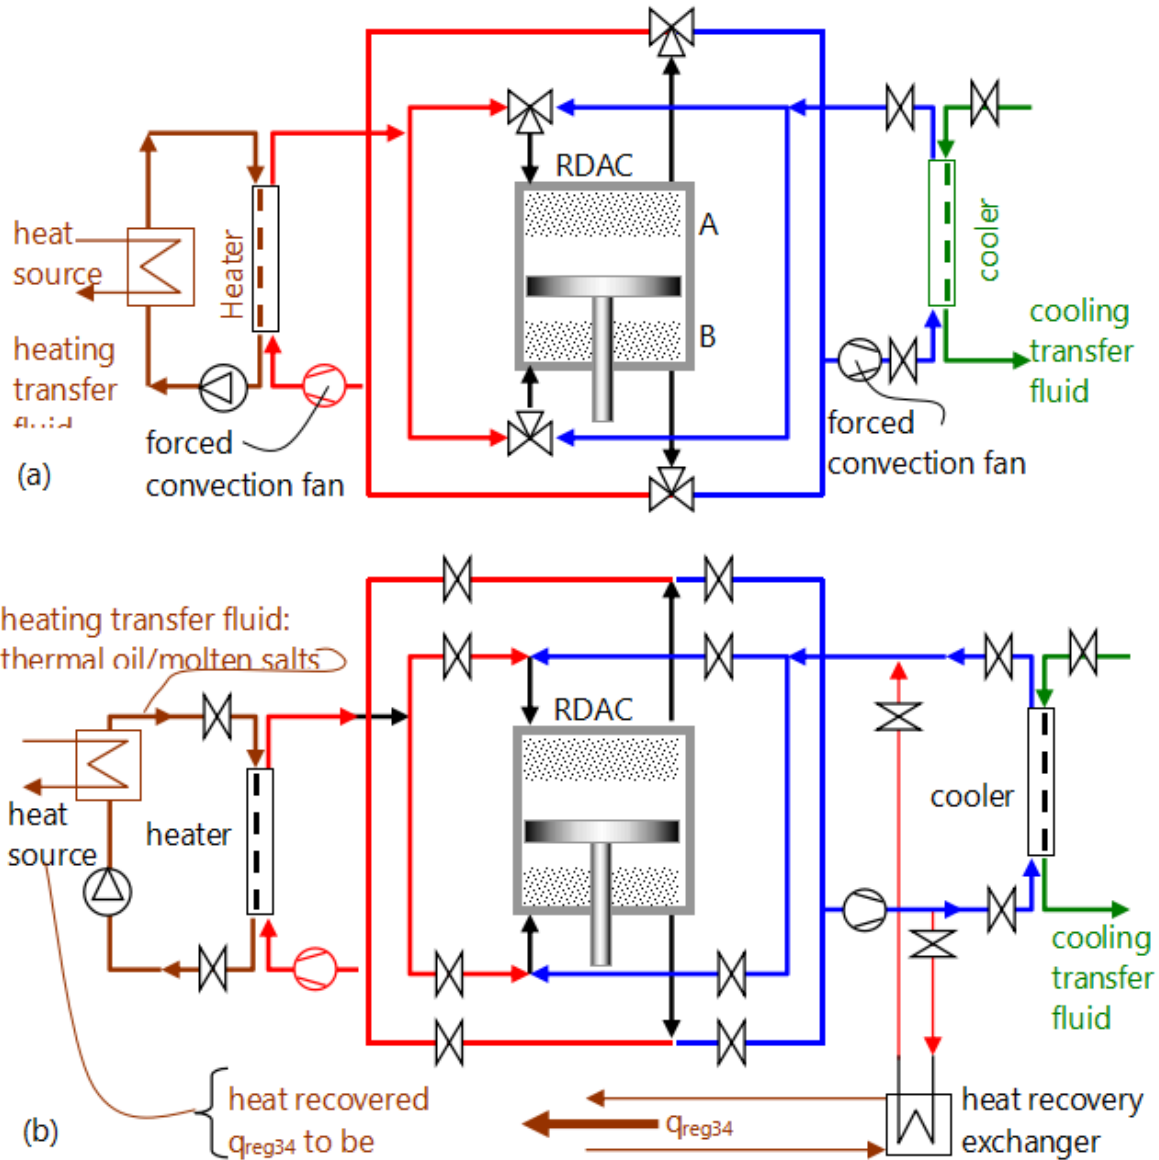 RDAC
A
B
heat
source
Heater
heating
transfer
fluid
forced
convection fan
(a)
cooler
cooling
transfer
fluid
forced
convection fan
heating transfer fluid:
thermal oil/molten salts
RDAC
heat
source
heater
cooler
cooling
transfer
fluid
(b)
heat recovered
qreg34 to be
qreg34
heat recovery
exchanger